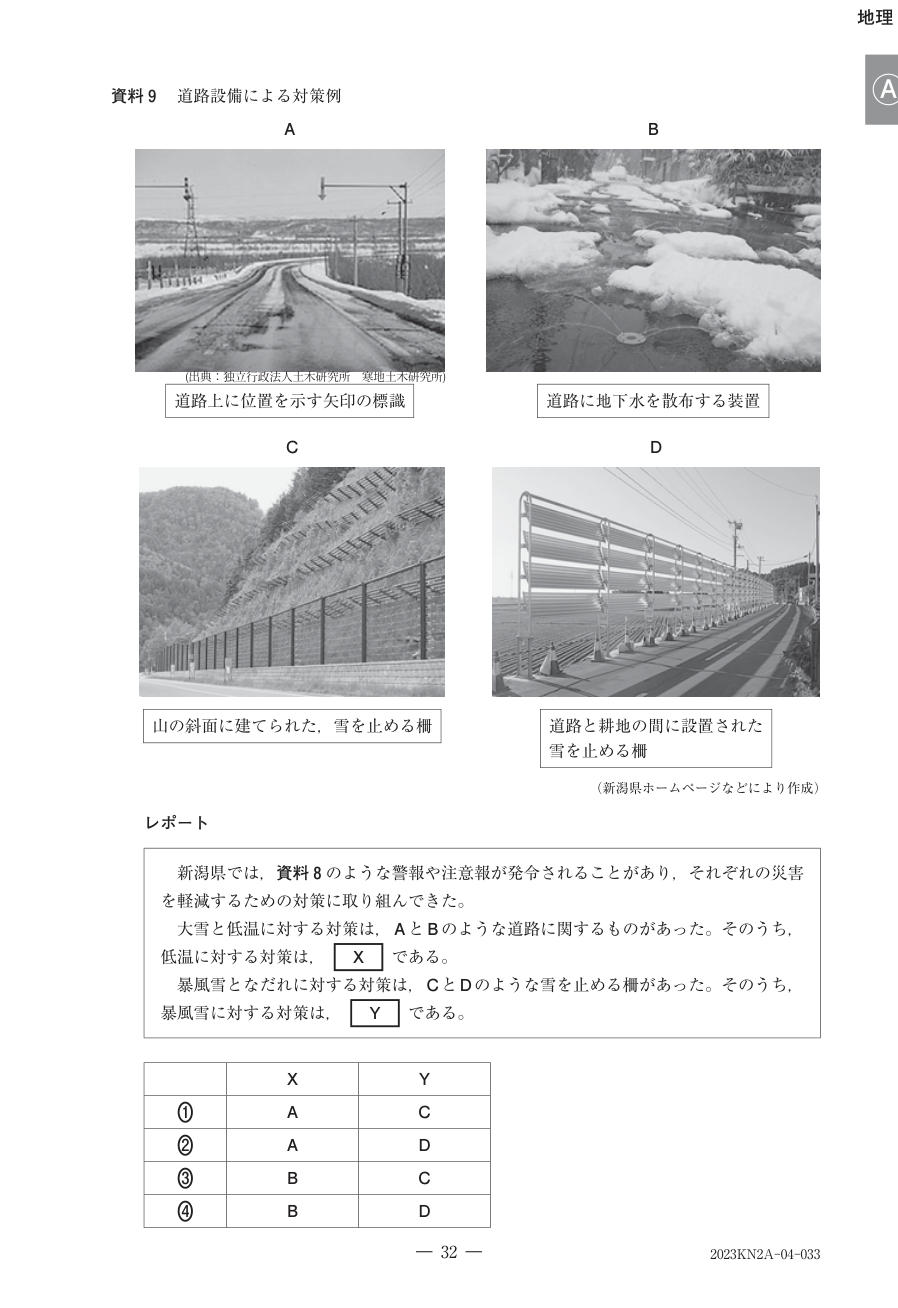 地理
Ⓐ
資料9　道路設備による対策例
A
B
(出典：独立行政法人土木研究所　寒地土木研究所)
道路上に位置を示す矢印の標識
道路に地下水を散布する装置
C
D
山の斜面に建てられた，雪を止める柵
道路と耕地の間に設置された
雪を止める柵
（新潟県ホームページなどにより作成）
レポート
新潟県では，資料8のような警報や注意報が発令されることがあり，それぞれの災害
を軽減するための対策に取り組んできた。
大雪と低温に対する対策は，AとBのような道路に関するものがあった。そのうち，
低温に対する対策は， X である。
暴風雪となだれに対する対策は，CとDのような雪を止める柵があった。そのうち，
暴風雪に対する対策は， Y である。
X Y
① A C
② A D
③ B C
④ B D
― 32 ―
2023KN2A-04-033